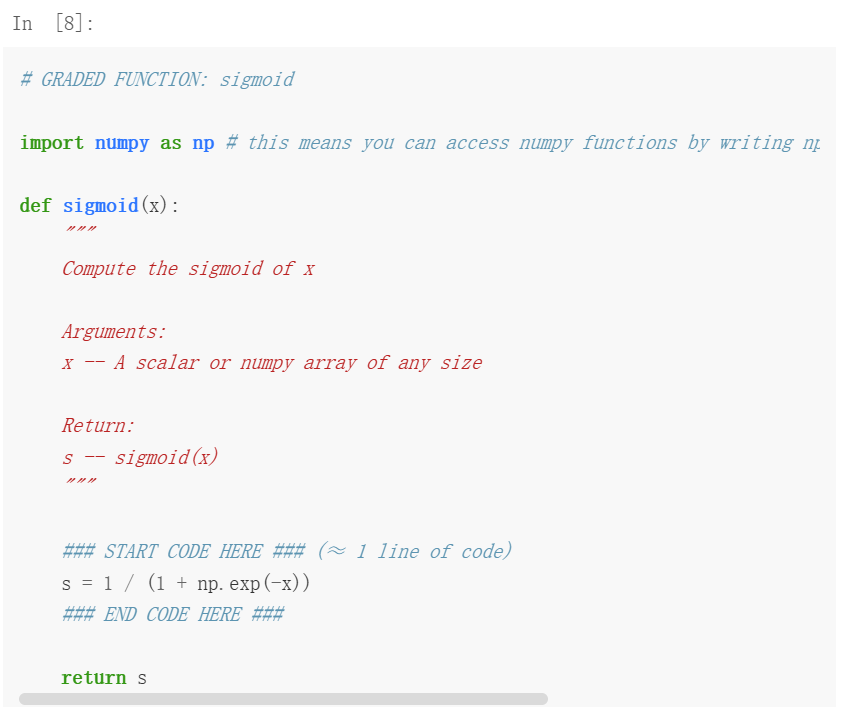 In [8]:
# GRADED FUNCTION: sigmoid
import numpy as np # this means you can access numpy functions by writing np
def sigmoid(x):
"""
Compute the sigmoid of x
Arguments:
x -- A scalar or numpy array of any size
Return:
s -- sigmoid(x)
"""
### START CODE HERE ### (≈ 1 line of code)
s = 1 / (1 + np.exp(-x))
### END CODE HERE ###
return s